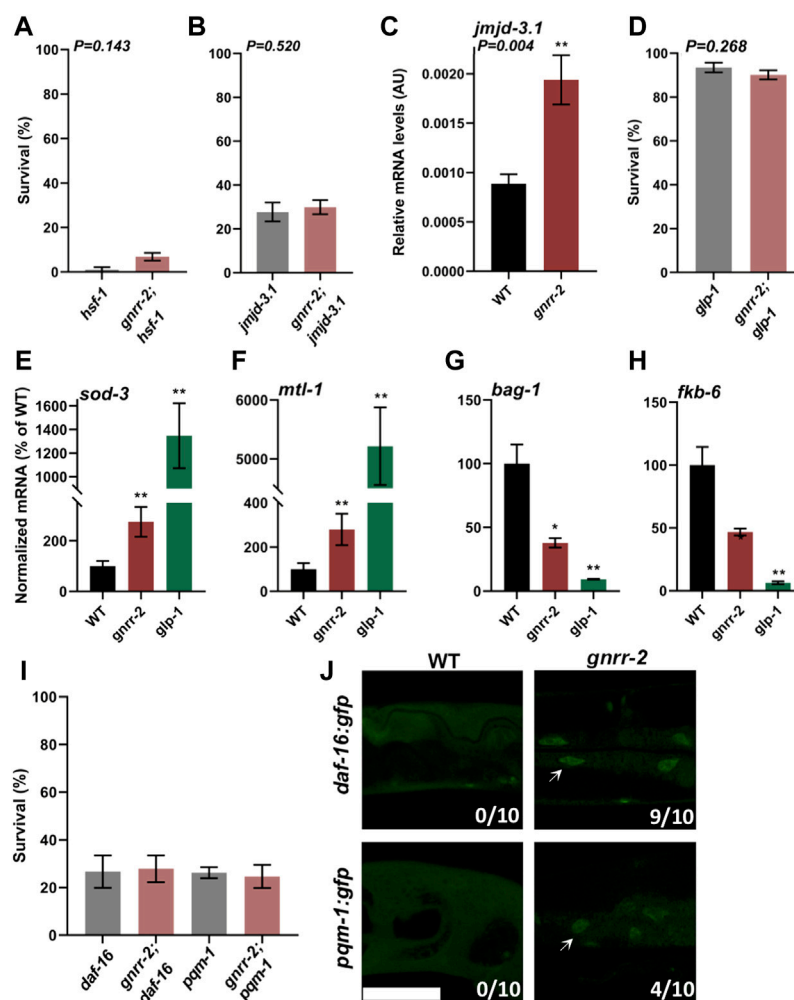 A
P=0.143
Survival (%)
100
80
60
40
20
0
hsf-1
gnrr-2;
hsf-1
B
P=0.520
100
80
60
40
20
0
jmjd-3.1
gnrr-2;
jmjd-3.1
C
jmjd-3.1
P=0.004
**
Relative mRNA levels (AU)
0.0020
0.0015
0.0010
0.0005
0.0000
WT
gnrr-2
D
P=0.268
Survival (%)
100
80
60
40
20
0
glp-1
gnrr-2;
glp-1
E
sod-3
Normalized mRNA (% of WT)
1600
1400
1200
1000
200
0
**
**
WT
gnrr-2
glp-1
F
mtl-1
6000
5000
400
200
0
**
**
WT
gnrr-2
glp-1
G
bag-1
150
100
50
0
*
**
WT
gnrr-2
glp-1
H
fkb-6
150
100
50
0
*
**
WT
gnrr-2
glp-1
I
Survival (%)
100
80
60
40
20
0
daf-16
gnrr-2;
daf-16
pqm-1
gnrr-2;
pqm-1
J
WT
gnrr-2
daf-16:gfp
0/10
9/10
pqm-1:gfp
0/10
4/10